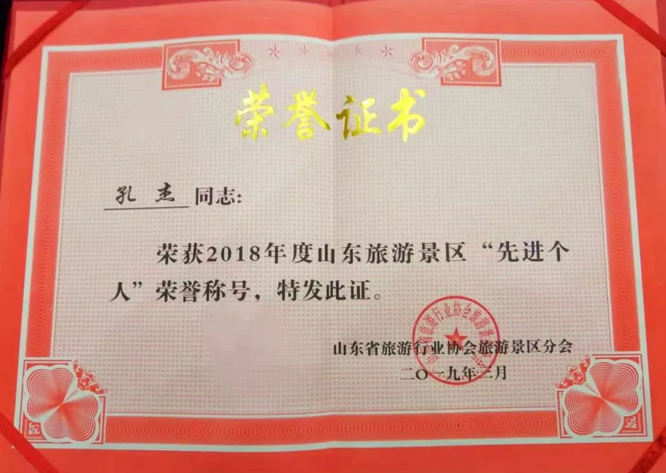 荣誉证书
孔杰 同志：
荣获2018年度山东旅游景区“先进个
人”荣誉称号，特发此证。
山东省旅游行业协会旅游景区分会
二〇一九年三月